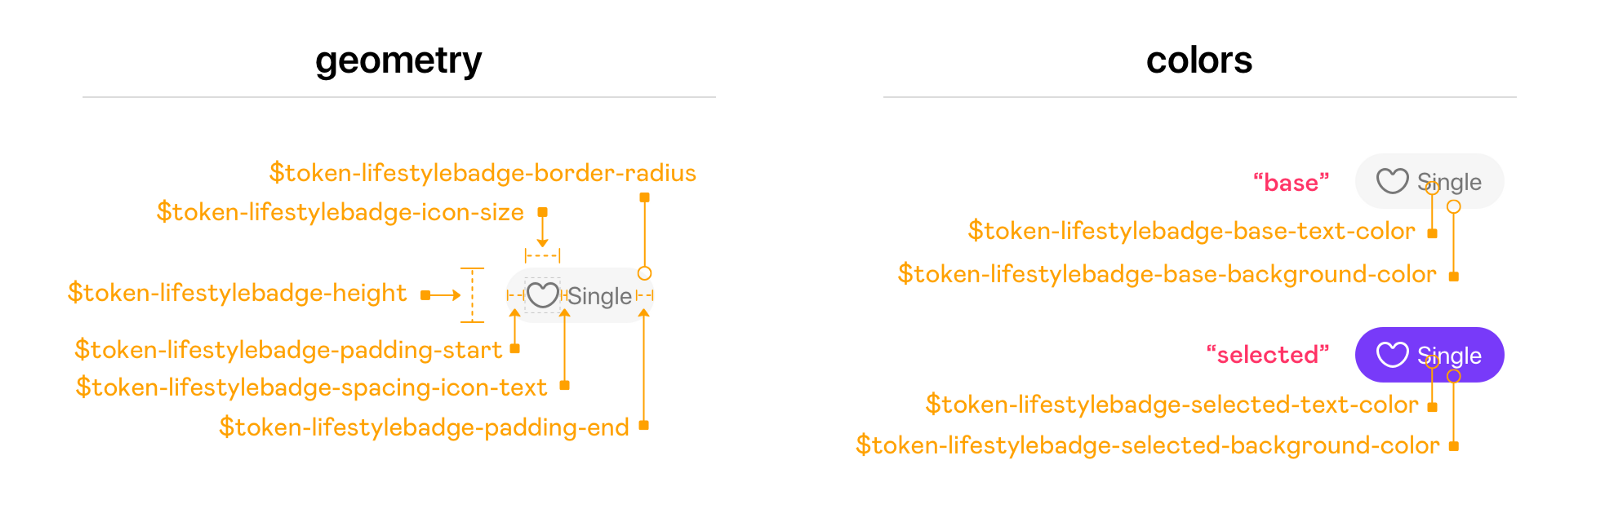 geometry
$token-lifestylebadge-border-radius
$token-lifestylebadge-icon-size
$token-lifestylebadge-height
Single
$token-lifestylebadge-padding-start
$token-lifestylebadge-spacing-icon-text
$token-lifestylebadge-padding-end
colors
“base”
Single
$token-lifestylebadge-base-text-color
$token-lifestylebadge-base-background-color
“selected”
Single
$token-lifestylebadge-selected-text-color
$token-lifestylebadge-selected-background-color